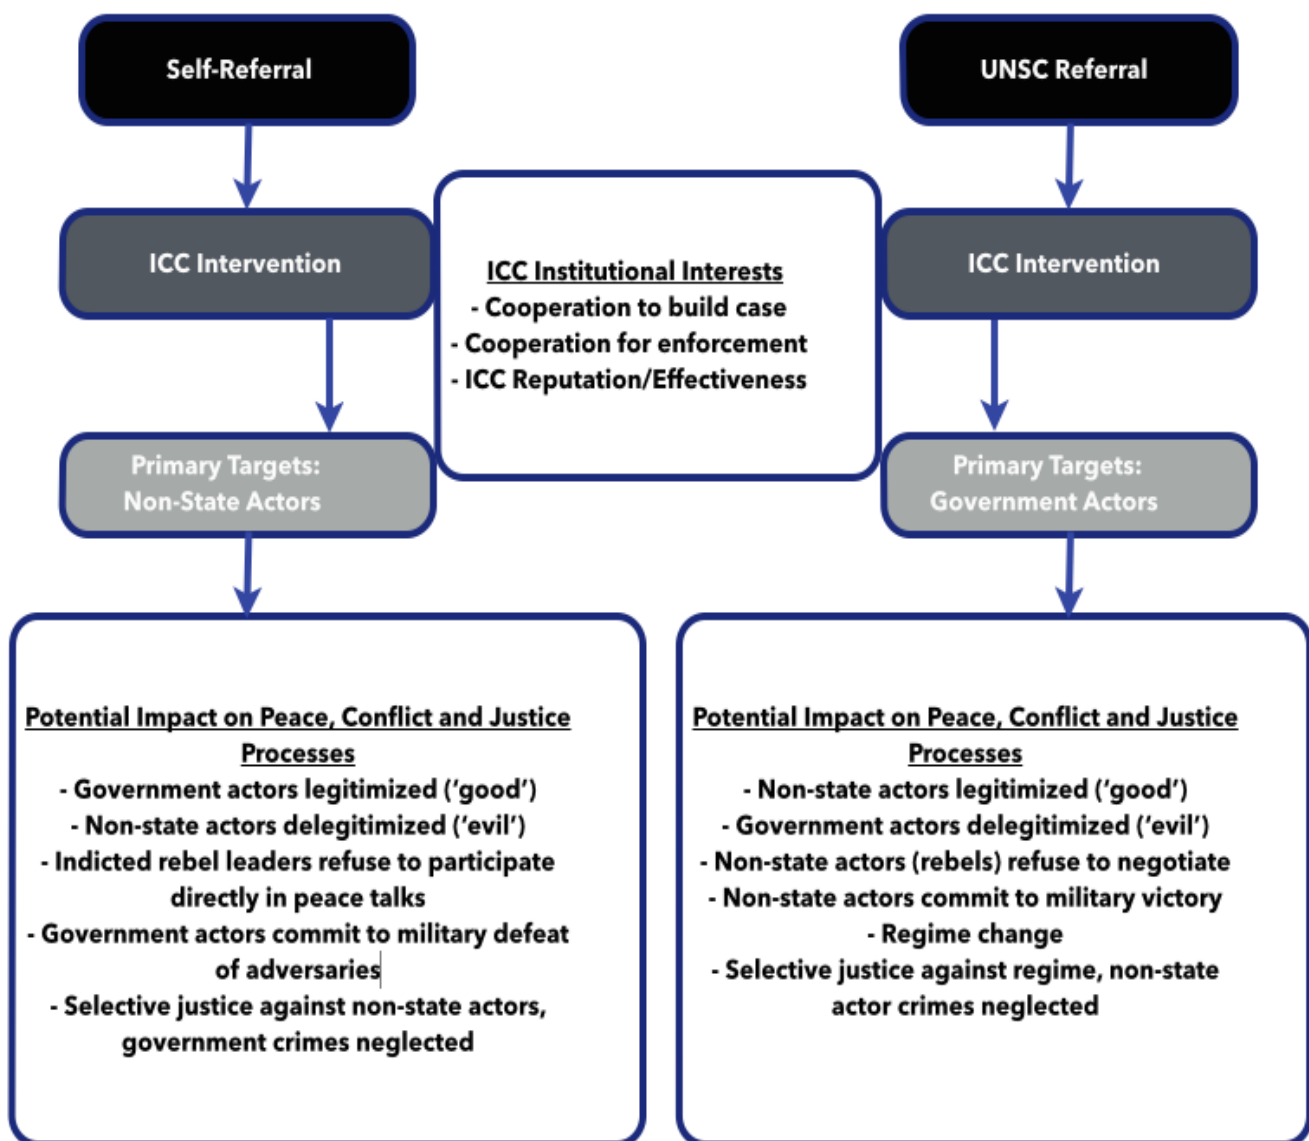 Self-Referral
UNSC Referral
ICC Intervention
ICC Institutional Interests
- Cooperation to build case
- Cooperation for enforcement
- ICC Reputation/Effectiveness
ICC Intervention
Primary Targets:
Non-State Actors
Primary Targets:
Government Actors
Potential Impact on Peace, Conflict and Justice
Processes
- Government actors legitimized (‘good’)
- Non-state actors delegitimized (‘evil’)
- Indicted rebel leaders refuse to participate
directly in peace talks
- Government actors commit to military defeat
of adversaries
- Selective justice against non-state actors,
government crimes neglected
Potential Impact on Peace, Conflict and Justice
Processes
- Non-state actors legitimized (‘good’)
- Government actors delegitimized (‘evil’)
- Non-state actors (rebels) refuse to negotiate
- Non-state actors commit to military victory
- Regime change
- Selective justice against regime, non-state
actor crimes neglected